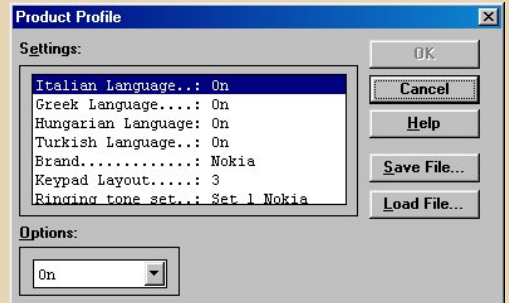 Product Profile
Settings:
Italian Language..: On
Greek Language....: On
Hungarian Language: On
Turkish Language..: On
Brand.............: Nokia
Keypad Layout.....: 3
Ringing tone set..: Set 1 Nokia
Options:
On
OK
Cancel
Help
Save File...
Load File...